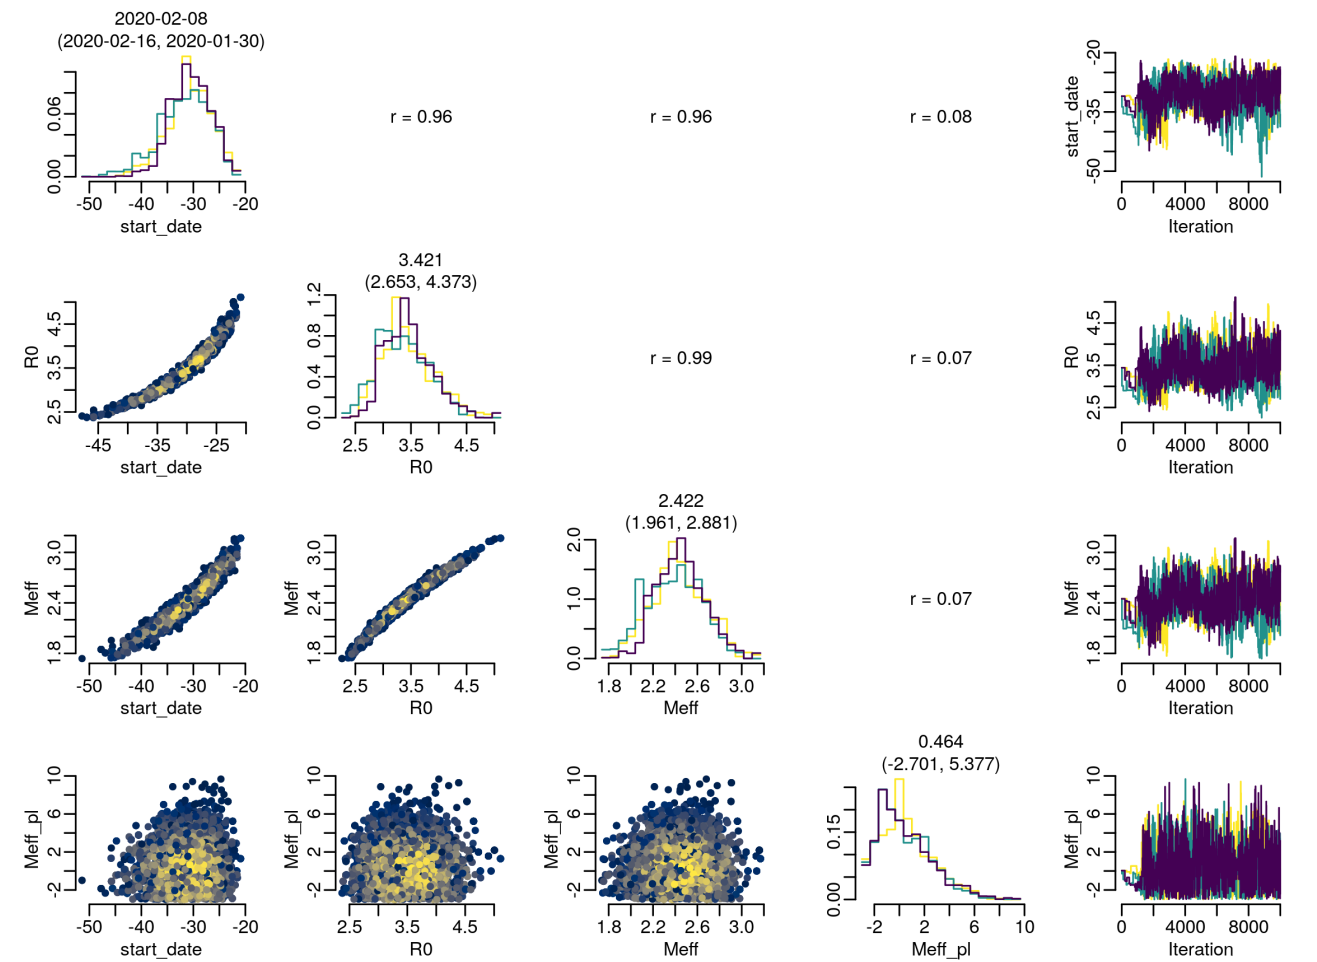 2020-02-08
(2020-02-16, 2020-01-30)
0.00 0.06
-50 -40 -30 -20
start_date
r = 0.96
r = 0.96
r = 0.08
start_date
-50 -35 -20
0 4000 8000
Iteration
R0
2.5 3.5 4.5
-45 -35 -25
start_date
3.421
(2.653, 4.373)
0.0 0.4 0.8 1.2
2.5 3.5 4.5
R0
r = 0.99
r = 0.07
R0
2.5 3.5 4.5
0 4000 8000
Iteration
Meff
1.8 2.4 3.0
-50 -40 -30 -20
start_date
Meff
1.8 2.4 3.0
2.5 3.5 4.5
R0
2.422
(1.961, 2.881)
0.0 1.0 2.0
1.8 2.2 2.6 3.0
Meff
r = 0.07
Meff
1.8 2.4 3.0
0 4000 8000
Iteration
Meff_pl
-2 2 6 10
-50 -40 -30 -20
start_date
Meff_pl
-2 2 6 10
2.5 3.5 4.5
R0
Meff_pl
-2 2 6 10
1.8 2.2 2.6 3.0
Meff
0.464
(-2.701, 5.377)
0.00 0.15
-2 2 6 10
Meff_pl
Meff_pl
-2 2 6 10
0 4000 8000
Iteration